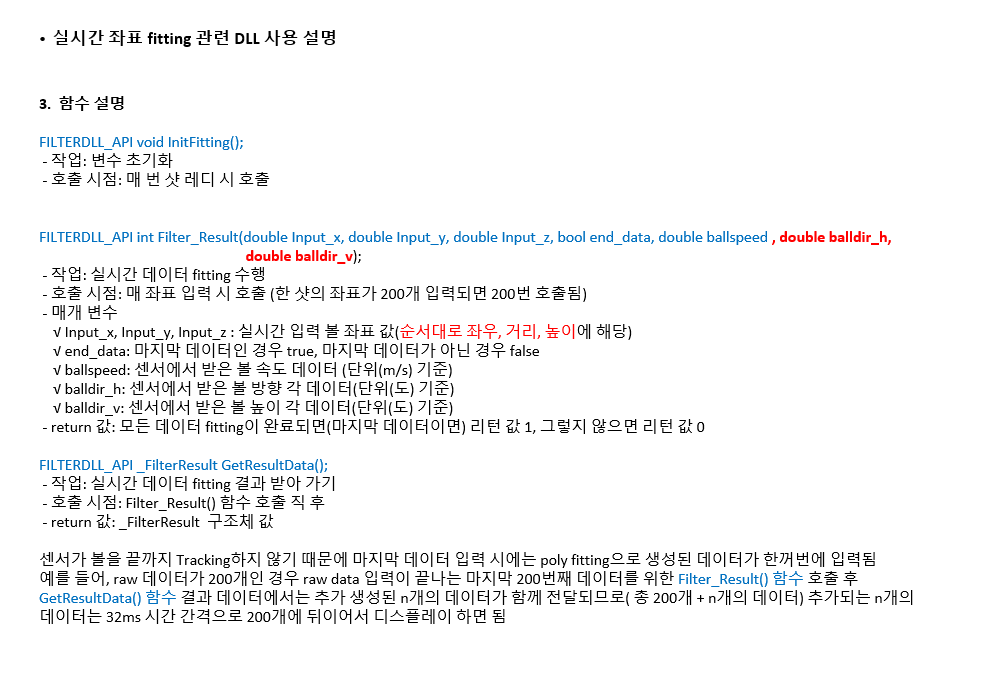 • 실시간 좌표 fitting 관련 DLL 사용 설명
3. 함수 설명
FILTERDLL_API void InitFitting();
- 작업: 변수 초기화
- 호출 시점: 매 번 샷 레디 시 호출
FILTERDLL_API int Filter_Result(double Input_x, double Input_y, double Input_z, bool end_data, double ballspeed , double balldir_h,
double balldir_v);
- 작업: 실시간 데이터 fitting 수행
- 호출 시점: 매 좌표 입력 시 호출 (한 샷의 좌표가 200개 입력되면 200번 호출됨)
- 매개 변수
√ Input_x, Input_y, Input_z : 실시간 입력 볼 좌표 값(순서대로 좌우, 거리, 높이에 해당)
√ end_data: 마지막 데이터인 경우 true, 마지막 데이터가 아닌 경우 false
√ ballspeed: 센서에서 받은 볼 속도 데이터 (단위(m/s) 기준)
√ balldir_h: 센서에서 받은 볼 방향 각 데이터(단위(도) 기준)
√ balldir_v: 센서에서 받은 볼 높이 각 데이터(단위(도) 기준)
- return 값: 모든 데이터 fitting이 완료되면(마지막 데이터이면) 리턴 값 1, 그렇지 않으면 리턴 값 0
FILTERDLL_API _FilterResult GetResultData();
- 작업: 실시간 데이터 fitting 결과 받아 가기
- 호출 시점: Filter_Result() 함수 호출 직 후
- return 값: _FilterResult 구조체 값
센서가 볼을 끝까지 Tracking하지 않기 때문에 마지막 데이터 입력 시에는 poly fitting으로 생성된 데이터가 한꺼번에 입력됨
예를 들어, raw 데이터가 200개인 경우 raw data 입력이 끝나는 마지막 200번째 데이터를 위한 Filter_Result() 함수 호출 후
GetResultData() 함수 결과 데이터에서는 추가 생성된 n개의 데이터가 함께 전달되므로( 총 200개 + n개의 데이터) 추가되는 n개의
데이터는 32ms 시간 간격으로 200개에 뒤이어서 디스플레이 하면 됨